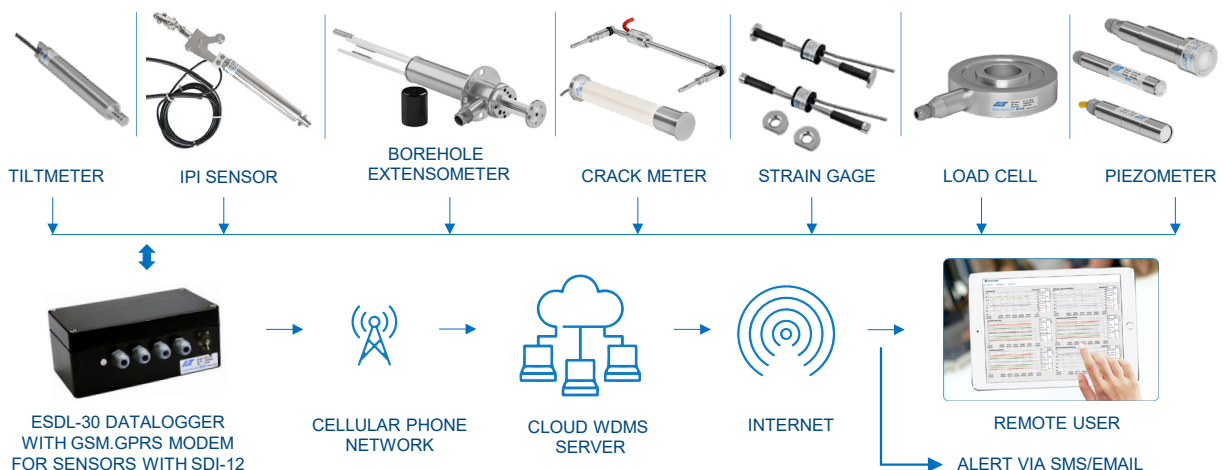 TILTMETER
IPI SENSOR
BOREHOLE
EXTENSOMETER
CRACK METER
STRAIN GAGE
LOAD CELL
PIEZOMETER
ESDL-30 DATALOGGER
WITH GSM.GPRS MODEM
FOR SENSORS WITH SDI-12
CELLULAR PHONE
NETWORK
CLOUD WDMS
SERVER
INTERNET
REMOTE USER
ALERT VIA SMS/EMAIL